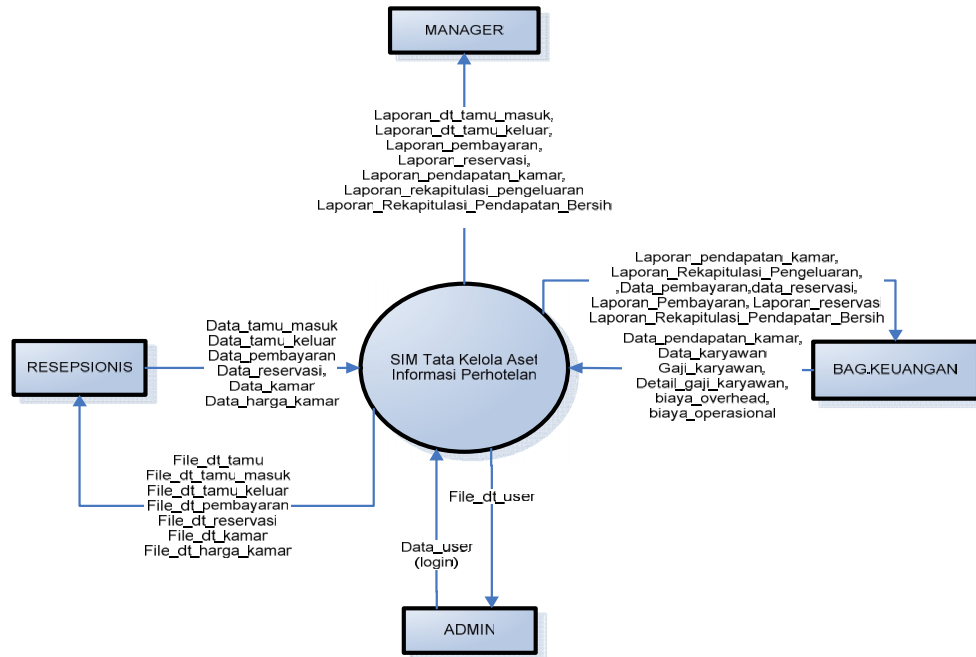 MANAGER
Laporan_dt_tamu_masuk,
Laporan_dt_tamu_keluar,
Laporan_pembayaran,
Laporan_reservasi,
Laporan_pendapatan_kamar,
Laporan_rekapitulasi_pengeluaran
Laporan_Rekapitulasi_Pendapatan_Bersih
Laporan_pendapatan_kamar,
Laporan_Rekapitulasi_Pengeluaran,
,Data_pembayaran,data_reservasi,
Laporan_Pembayaran, Laporan_reservasi
Laporan_Rekapitulasi_Pendapatan_Bersih
Data_tamu_masuk
Data_tamu_keluar
Data_pembayaran
Data_reservasi,
Data_kamar
Data_harga_kamar
RESEPSIONIS
SIM Tata Kelola Aset
Informasi Perhotelan
Data_pendapatan_kamar,
Data_karyawan
Gaji_karyawan,
Detail_gaji_karyawan,
biaya_overhead,
biaya_operasional
BAG.KEUANGAN
File_dt_tamu
File_dt_tamu_masuk
File_dt_tamu_keluar
File_dt_pembayaran
File_dt_reservasi
File_dt_kamar
File_dt_harga_kamar
File_dt_user
Data_user
(login)
ADMIN